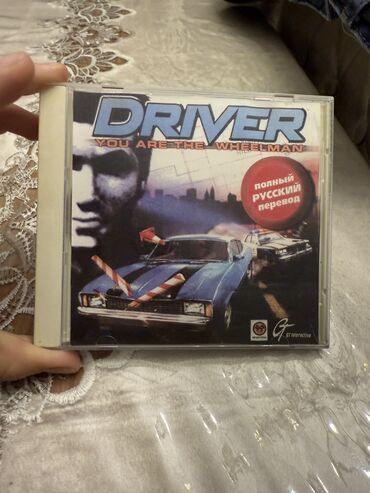 DRIVER
YOU ARE THE WHEELMAN
полный
РУССКИЙ
перевод
GT Interactive